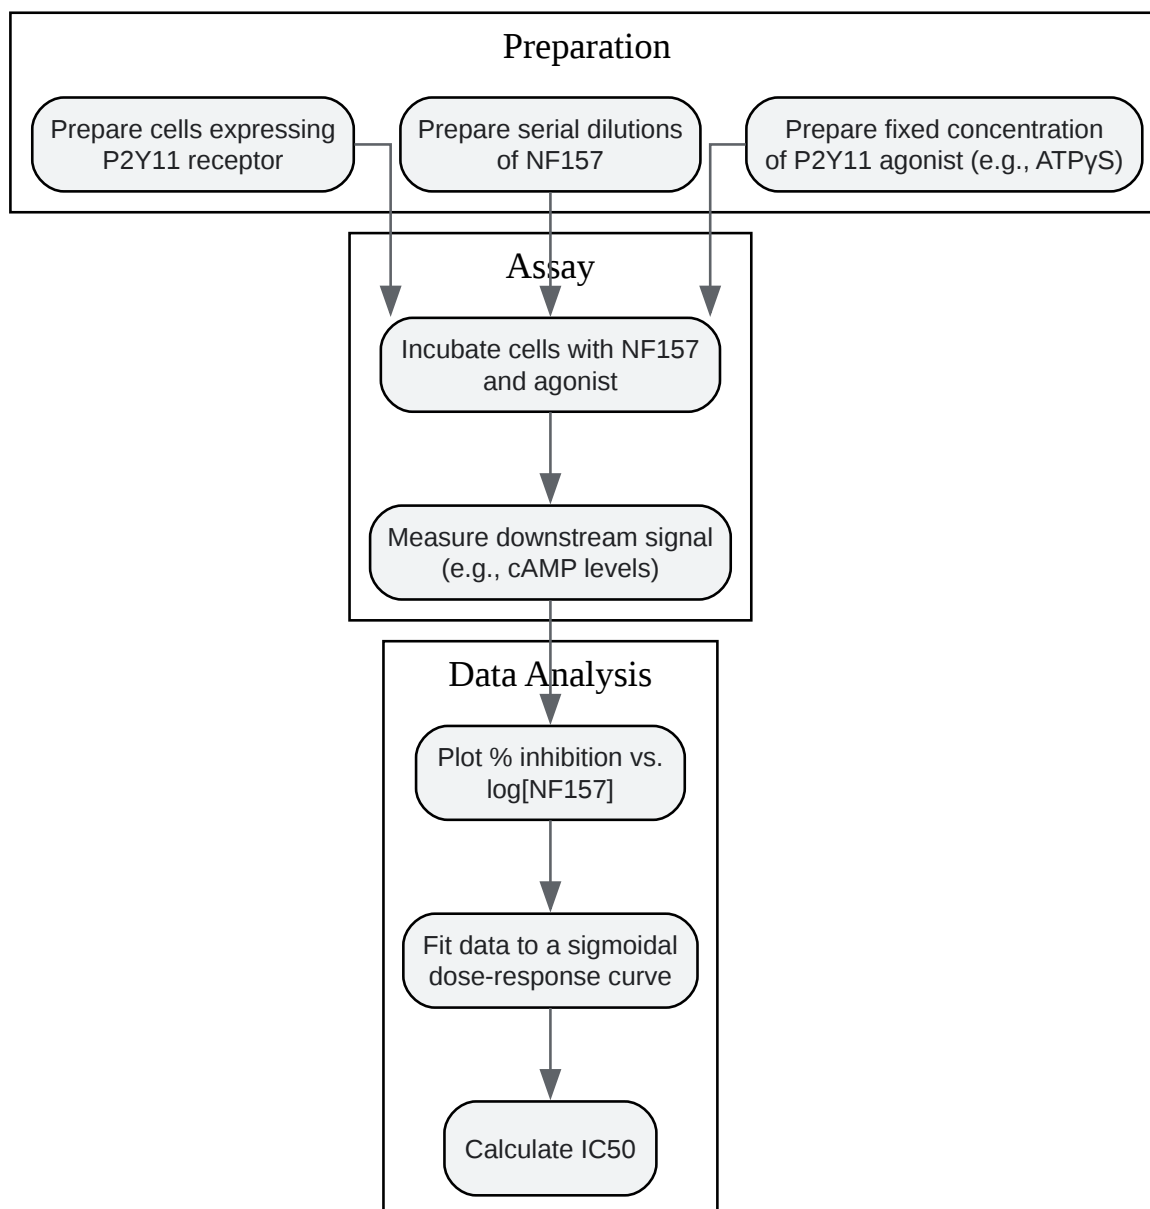 Preparation
Prepare cells expressing
P2Y11 receptor
Prepare serial dilutions
of NF157
Prepare fixed concentration
of P2Y11 agonist (e.g., ATPγS)
Assay
Incubate cells with NF157
and agonist
Measure downstream signal
(e.g., cAMP levels)
Data Analysis
Plot % inhibition vs.
log[NF157]
Fit data to a sigmoidal
dose-response curve
Calculate IC50